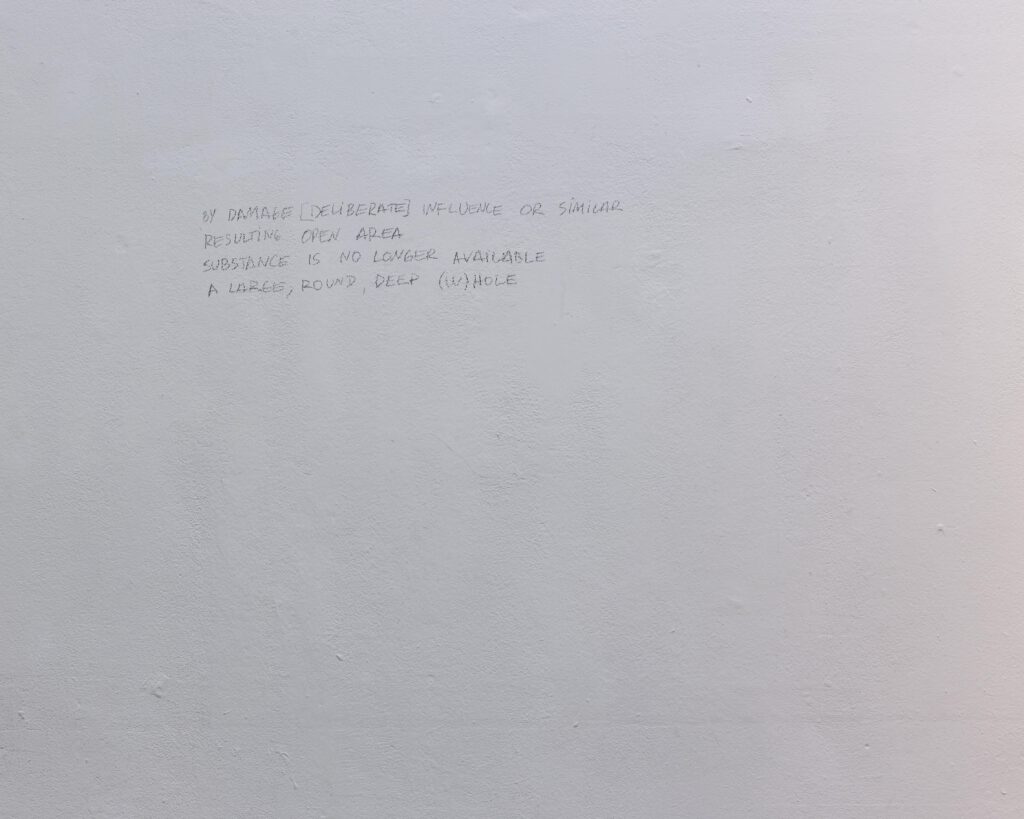 BY DAMAGE [DELIBERATE] INFLUENCE OR SIMILAR
RESULTING OPEN AREA
SUBSTANCE IS NO LONGER AVAILABLE
A LARGE, ROUND, DEEP (W)HOLE